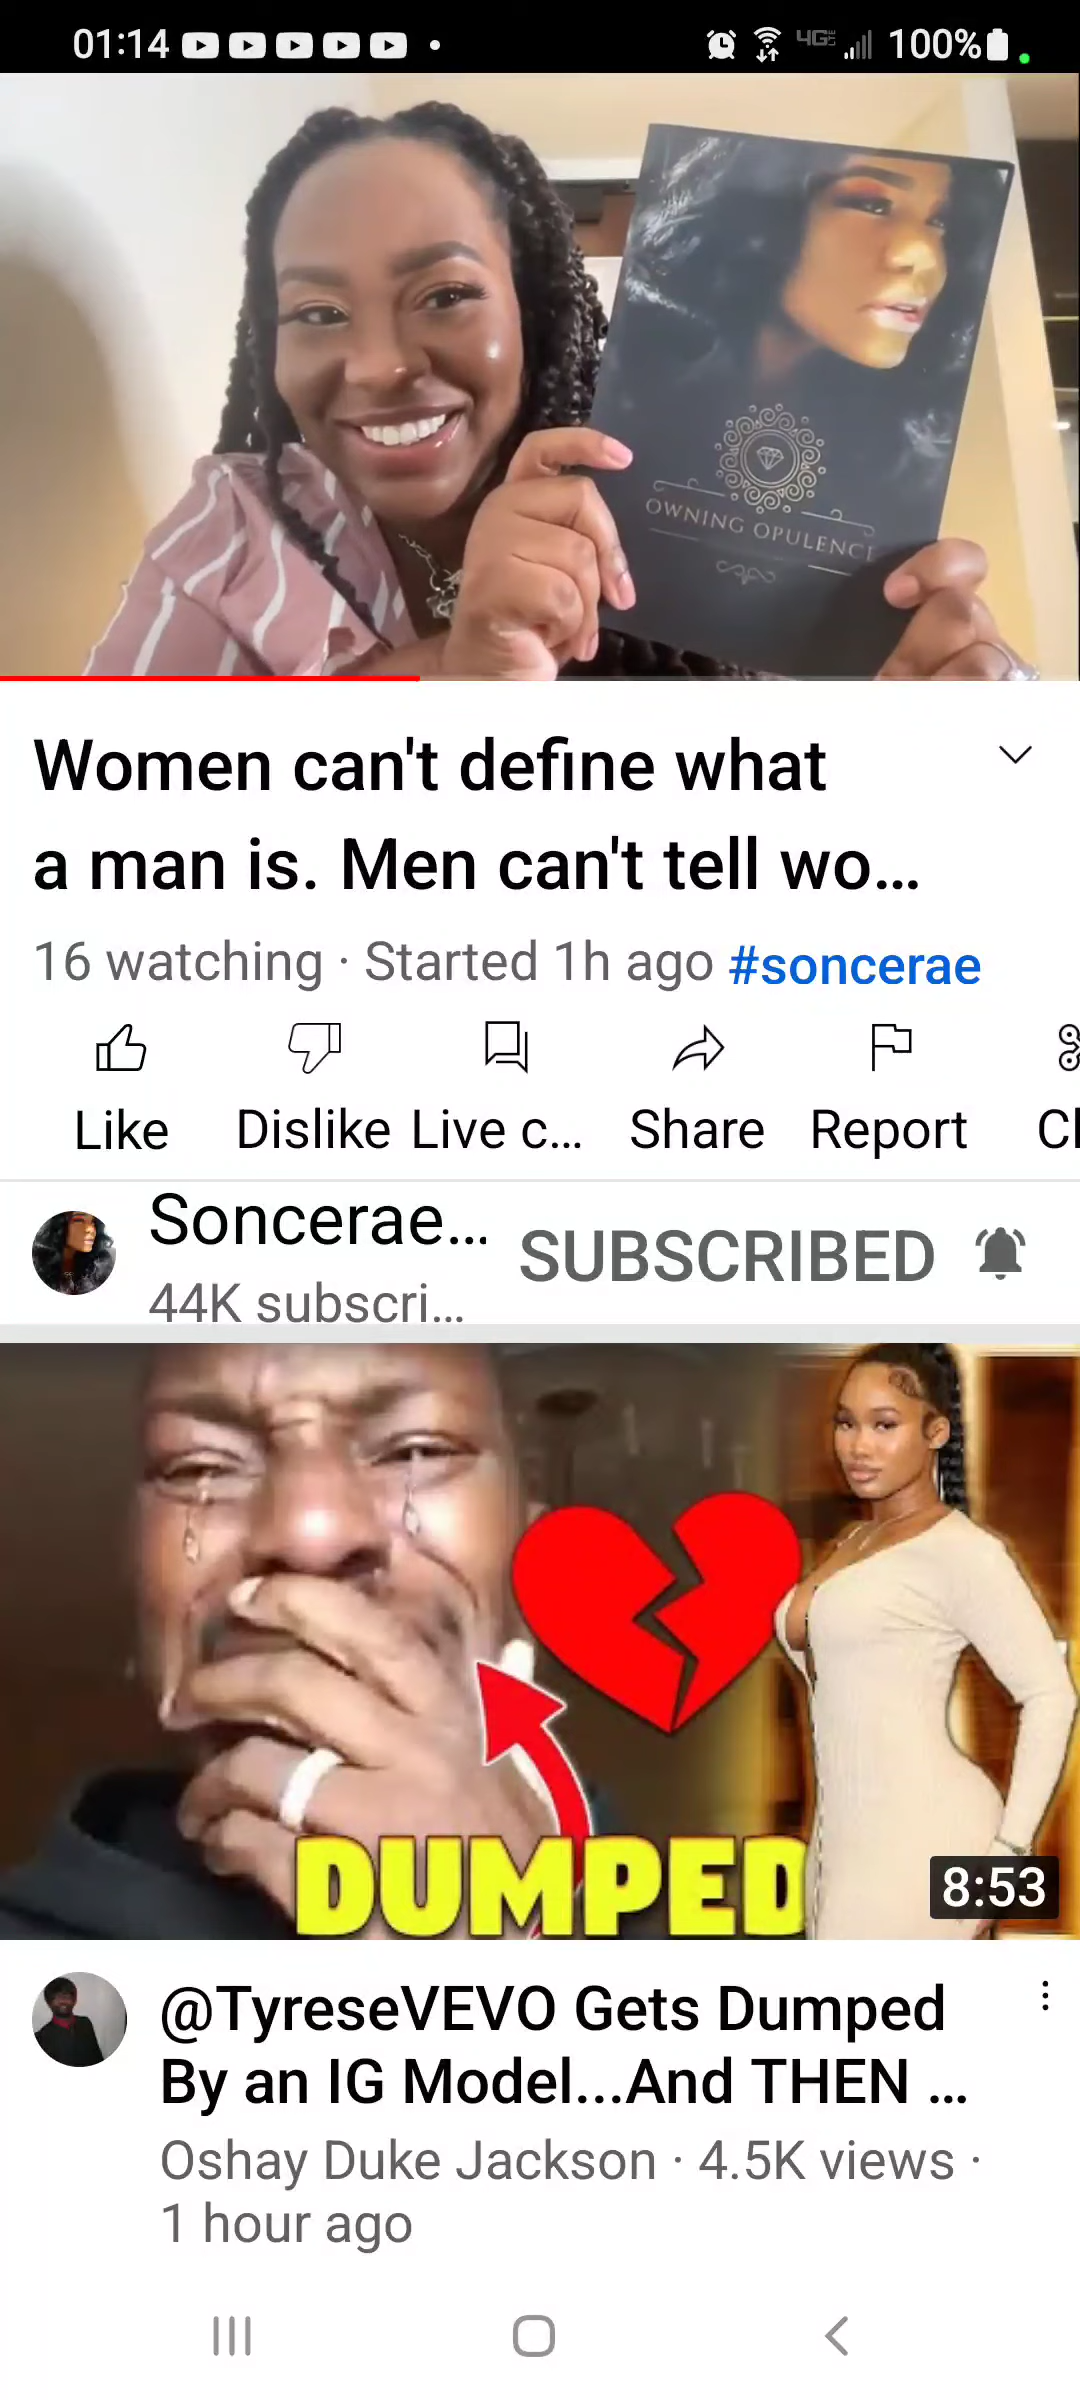 01:14 4G LTE 100%
OWNING OPULENCE
Women can't define what
a man is. Men can't tell wo...
16 watching · Started 1h ago #soncerae
Like Dislike Live c... Share Report Cl
Soncerae...
44K subscri...
SUBSCRIBED
DUMPED
8:53
@TyreseVEVO Gets Dumped
By an IG Model...And THEN ...
Oshay Duke Jackson · 4.5K views ·
1 hour ago